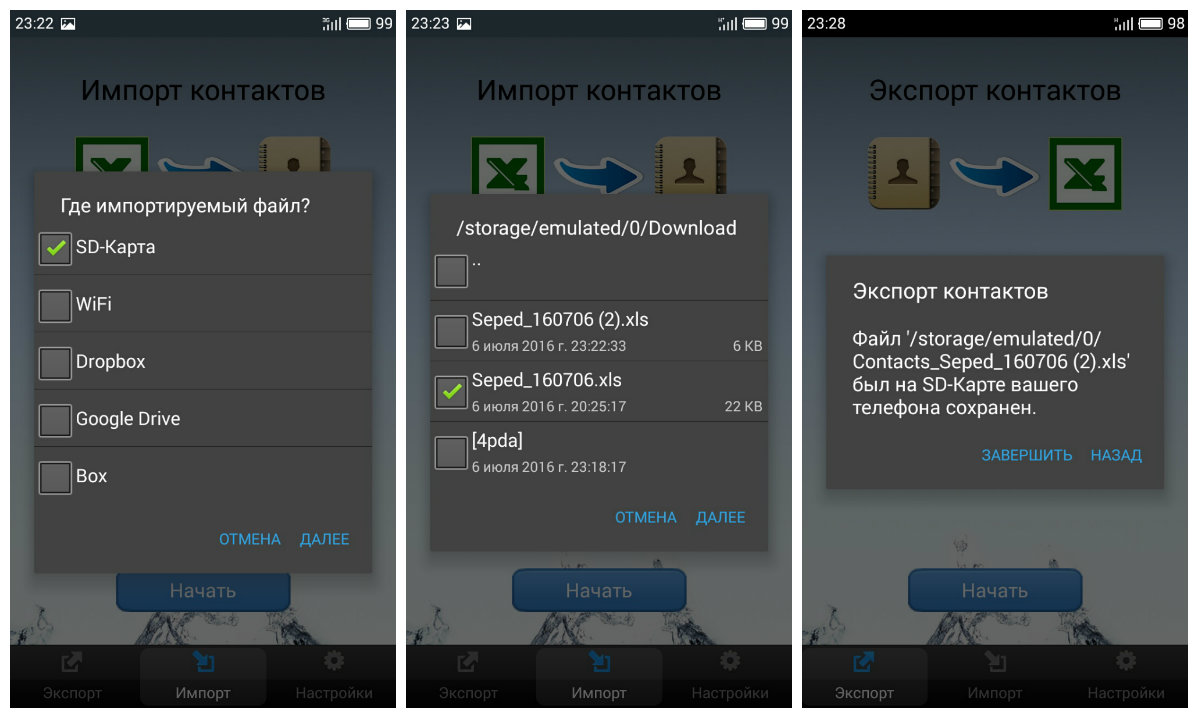 23:22
99
Импорт контактов
Где импортируемый файл?
SD-Карта
WiFi
Dropbox
Google Drive
Box
ОТМЕНА ДАЛЕЕ
Начать
Экспорт Импорт Настройки
23:23
99
Импорт контактов
/storage/emulated/0/Download
..
Seped_160706 (2).xls
6 июля 2016 г. 23:22:33 6 KB
Seped_160706.xls
6 июля 2016 г. 20:25:17 22 KB
[4pda]
6 июля 2016 г. 23:18:17
ОТМЕНА ДАЛЕЕ
Начать
Экспорт Импорт Настройки
23:28
98
Экспорт контактов
Экспорт контактов
Файл '/storage/emulated/0/
Contacts_Seped_160706 (2).xls'
был на SD-Карте вашего
телефона сохранен.
ЗАВЕРШИТЬ НАЗАД
Начать
Экспорт Импорт Настройки